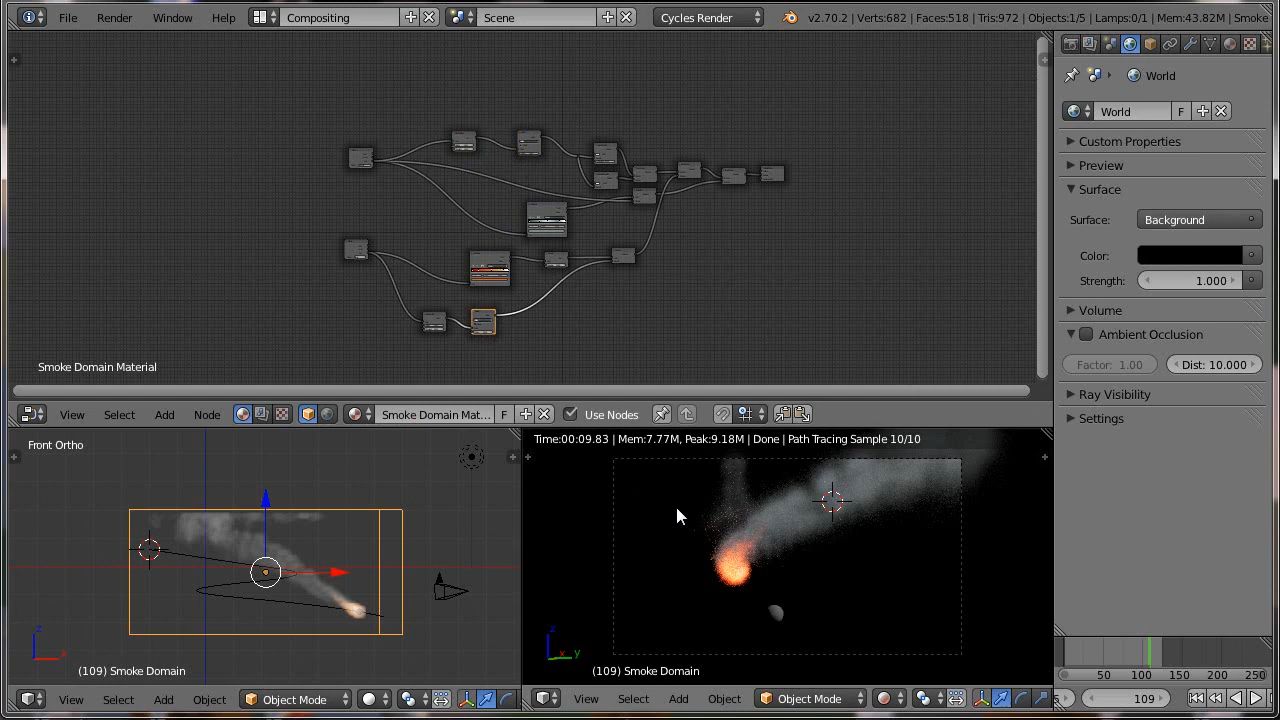 File Render Window Help Compositing Scene Cycles Render v2.70.2 | Verts:682 | Faces:518 | Tris:972 | Objects:1/5 | Lamps:0/1 | Mem:43.82M | Smoke
World
World F
Custom Properties
Preview
Surface
Surface: Background
Color:
Strength: 1.000
Volume
Ambient Occlusion
Factor: 1.00 Dist: 10.000
Ray Visibility
Settings
Smoke Domain Material
View Select Add Node Smoke Domain Mat... F Use Nodes
Front Ortho
z
x
(109) Smoke Domain
View Select Add Object Object Mode
Time:00:09.83 | Mem:7.77M, Peak:9.18M | Done | Path Tracing Sample 10/10
z
x y
(109) Smoke Domain
View Select Add Object Object Mode
50 100 150 200 250
109